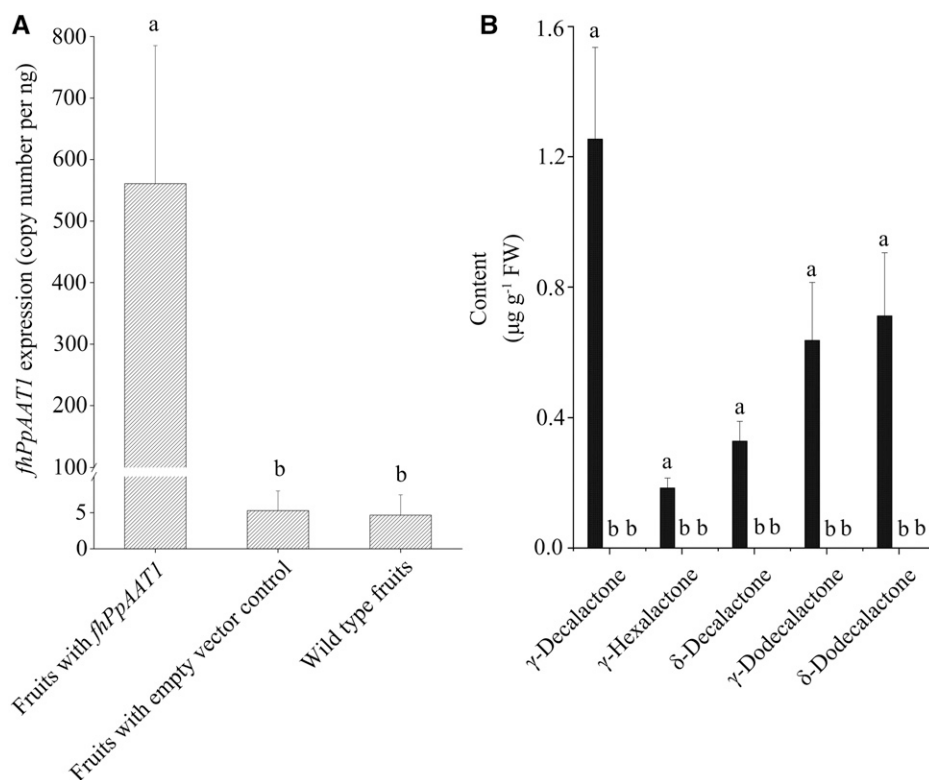 A
fhPpAAT1 expression (copy number per ng)
800
700
600
500
400
300
200
100
5
0
a
b
b
Fruits with fhPpAAT1
Fruits with empty vector control
Wild type fruits
B
Content
(µg g-1 FW)
1.6
1.2
0.8
0.4
0.0
a
b b
a
b b
a
b b
a
b b
a
b b
γ-Decalactone
γ-Hexalactone
δ-Decalactone
γ-Dodecalactone
δ-Dodecalactone